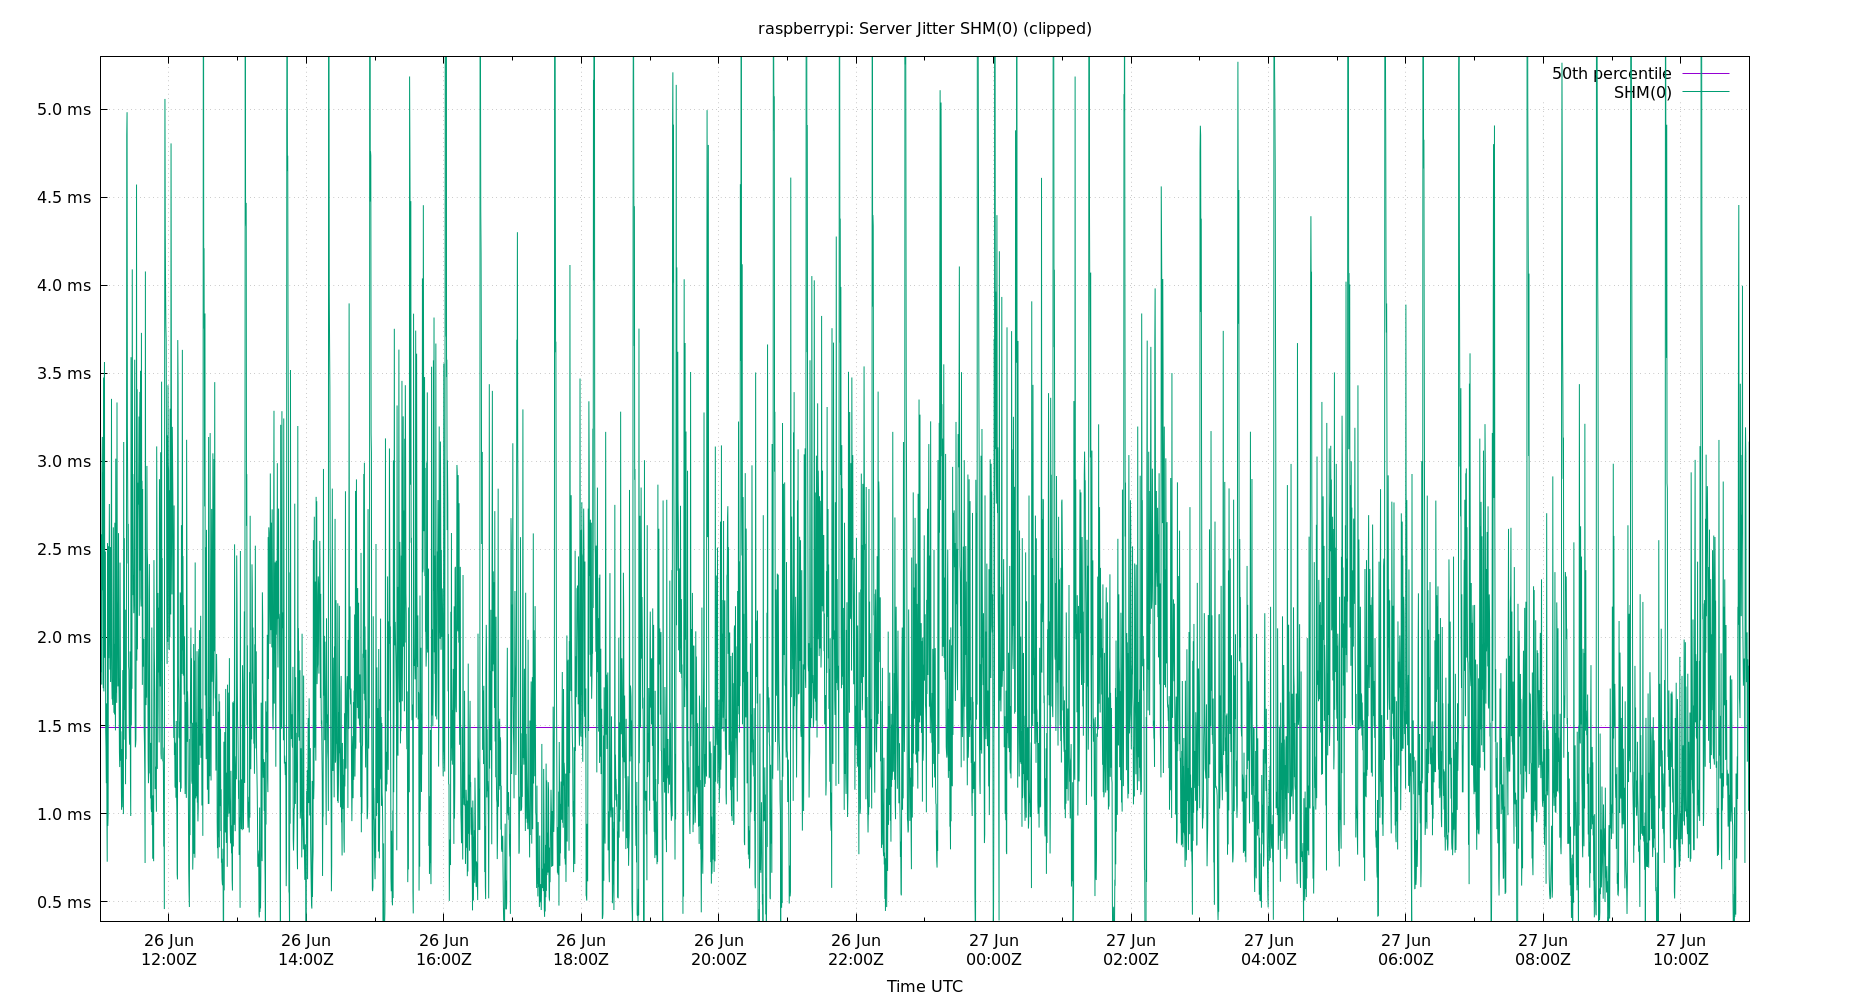 raspberrypi: Server Jitter SHM(0) (clipped)
50th percentile
SHM(0)
5.0 ms
4.5 ms
4.0 ms
3.5 ms
3.0 ms
2.5 ms
2.0 ms
1.5 ms
1.0 ms
0.5 ms
26 Jun 26 Jun 26 Jun 26 Jun 26 Jun 26 Jun 27 Jun 27 Jun 27 Jun 27 Jun 27 Jun 27 Jun
12:00Z 14:00Z 16:00Z 18:00Z 20:00Z 22:00Z 00:00Z 02:00Z 04:00Z 06:00Z 08:00Z 10:00Z
Time UTC